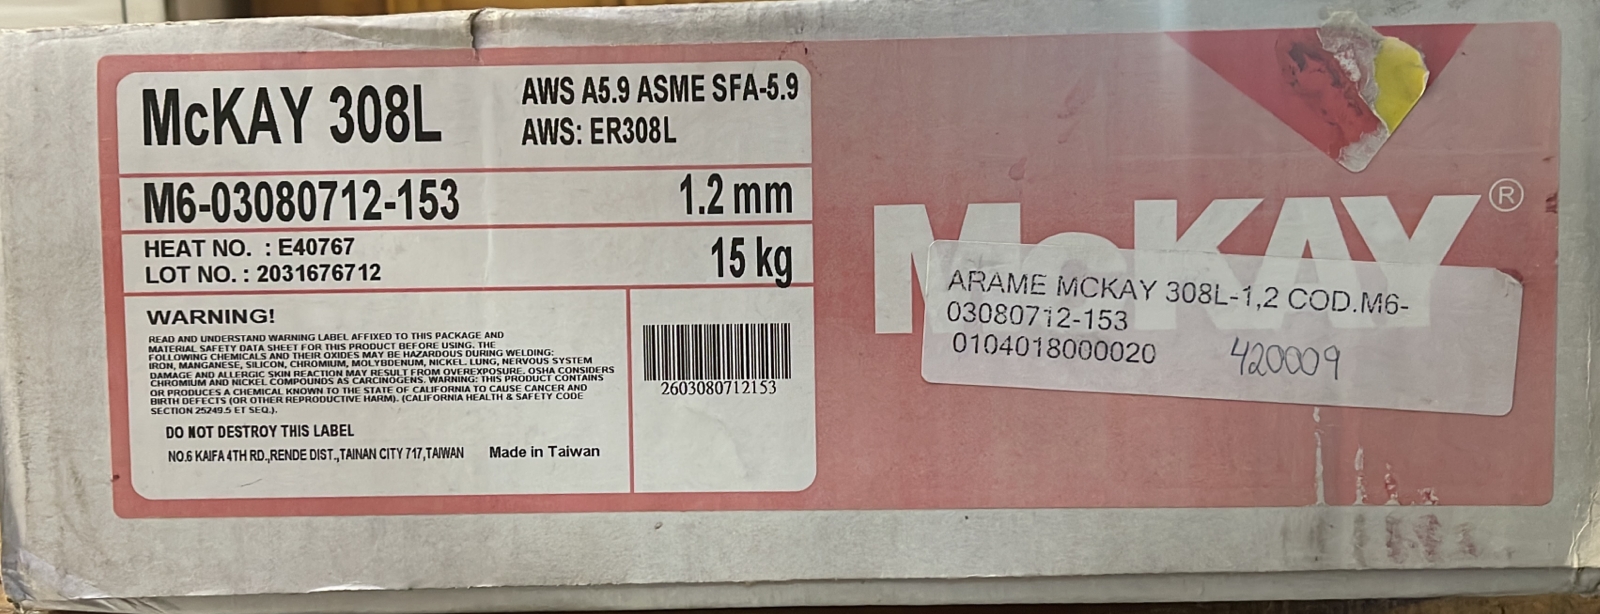 McKAY 308L
AWS A5.9 ASME SFA-5.9
AWS: ER308L
M6-03080712-153
1.2 mm
HEAT NO. : E40767
LOT NO. : 2031676712
15 kg
WARNING!
READ AND UNDERSTAND WARNING LABEL AFFIXED TO THIS PACKAGE AND
MATERIAL SAFETY DATA SHEET FOR THIS PRODUCT BEFORE USING. THE
FOLLOWING CHEMICALS AND THEIR OXIDES MAY BE HAZARDOUS DURING WELDING:
IRON, MANGANESE, SILICON, CHROMIUM, MOLYBDENUM, NICKEL. LUNG, NERVOUS SYSTEM
DAMAGE AND ALLERGIC SKIN REACTION MAY RESULT FROM OVEREXPOSURE. OSHA CONSIDERS
CHROMIUM AND NICKEL COMPOUNDS AS CARCINOGENS. WARNING: THIS PRODUCT CONTAINS
OR PRODUCES A CHEMICAL KNOWN TO THE STATE OF CALIFORNIA TO CAUSE CANCER AND
BIRTH DEFECTS (OR OTHER REPRODUCTIVE HARM). (CALIFORNIA HEALTH & SAFETY CODE
SECTION 25249.5 ET SEQ.).
DO NOT DESTROY THIS LABEL
NO.6 KAIFA 4TH RD.,RENDE DIST.,TAINAN CITY 717,TAIWAN Made in Taiwan
2603080712153
McKAY®
ARAME MCKAY 308L-1,2 COD.M6-
03080712-153
0104018000020 420009